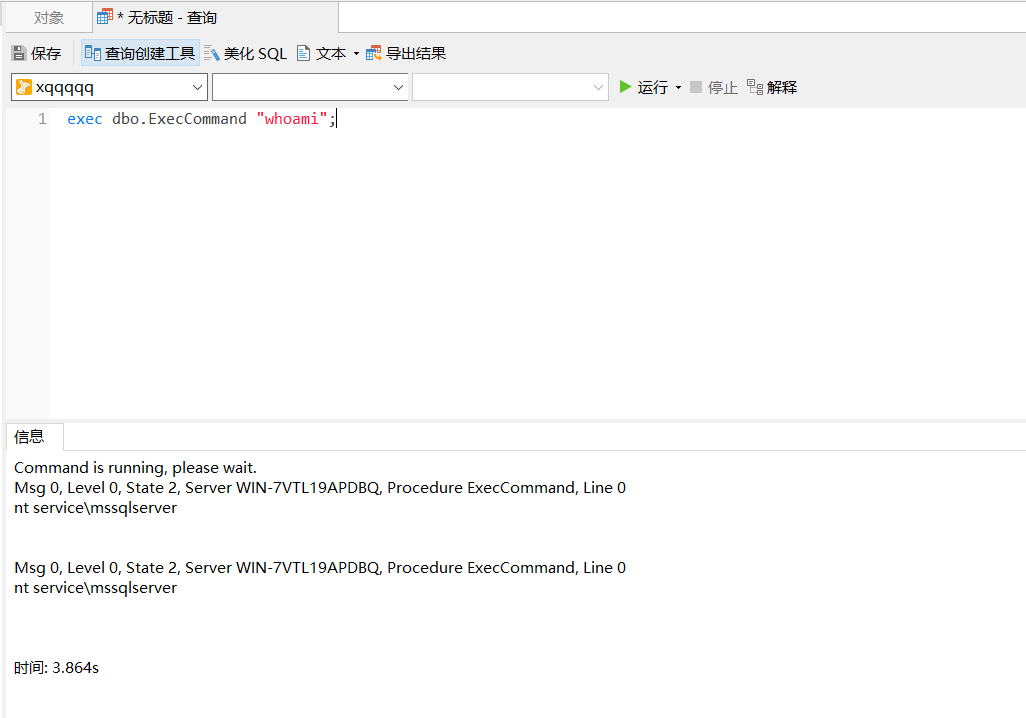 对象
* 无标题 - 查询
保存 查询创建工具 美化 SQL 文本 导出结果
xqqqqq 运行 停止 解释
1 exec dbo.ExecCommand "whoami";
信息
Command is running, please wait.
Msg 0, Level 0, State 2, Server WIN-7VTL19APDBQ, Procedure ExecCommand, Line 0
nt service\mssqlserver
Msg 0, Level 0, State 2, Server WIN-7VTL19APDBQ, Procedure ExecCommand, Line 0
nt service\mssqlserver
时间: 3.864s